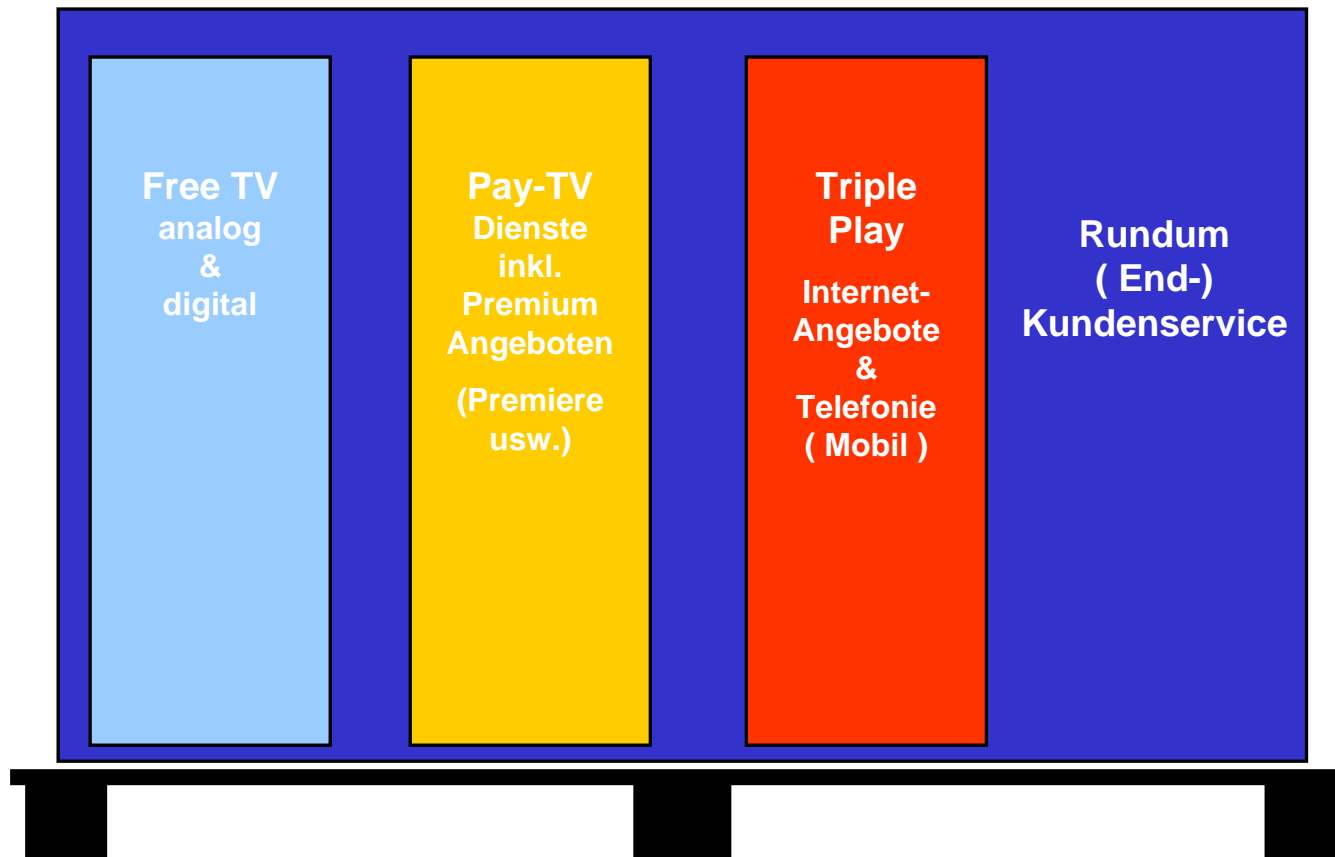 Free TV
analog
&
digital
Pay-TV
Dienste
inkl.
Premium
Angeboten
(Premiere
usw.)
Triple
Play
Internet-
Angebote
&
Telefonie
( Mobil )
Rundum
( End-)
Kundenservice